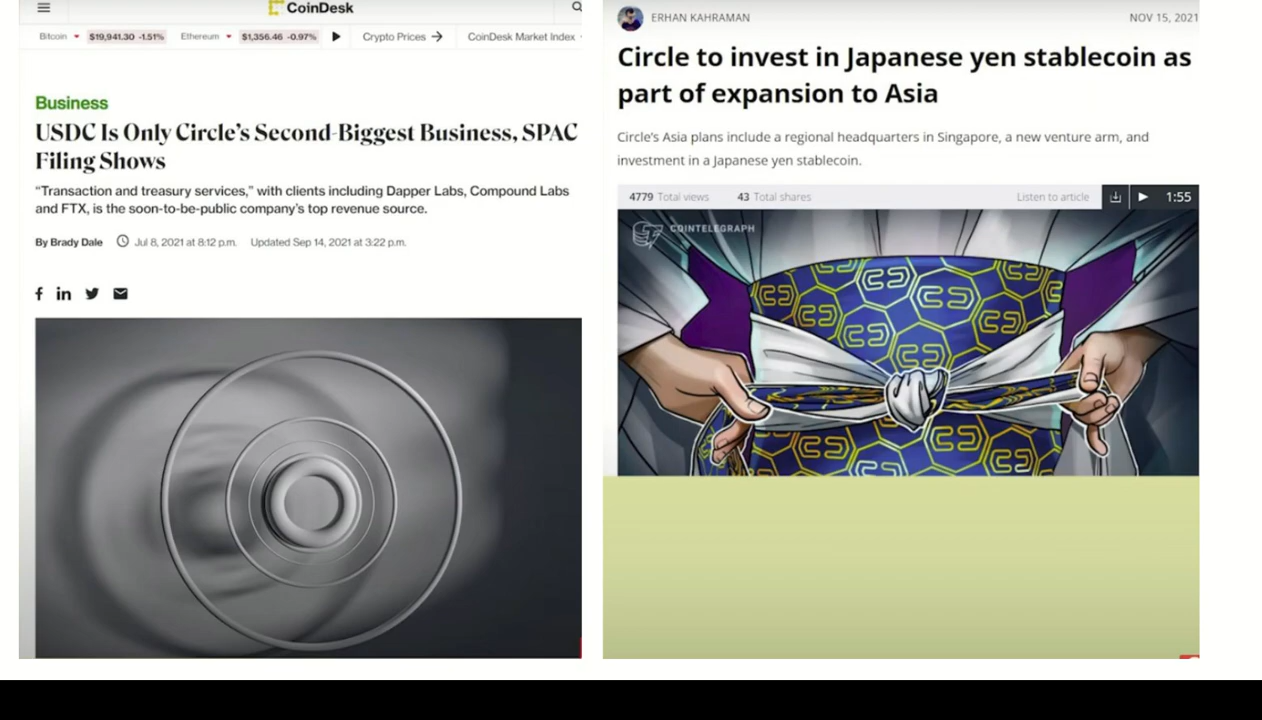 CoinDesk
Bitcoin $19,941.30 -1.51% Ethereum $1,356.46 -0.97% Crypto Prices CoinDesk Market Index
Business
USDC Is Only Circle's Second-Biggest Business, SPAC
Filing Shows
“Transaction and treasury services,” with clients including Dapper Labs, Compound Labs
and FTX, is the soon-to-be-public company's top revenue source.
By Brady Dale Jul 8, 2021 at 8:12 p.m. Updated Sep 14, 2021 at 3:22 p.m.
ERHAN KAHRAMAN NOV 15, 2021
Circle to invest in Japanese yen stablecoin as
part of expansion to Asia
Circle's Asia plans include a regional headquarters in Singapore, a new venture arm, and
investment in a Japanese yen stablecoin.
4779 Total views 43 Total shares Listen to article 1:55
COINTELEGRAPH